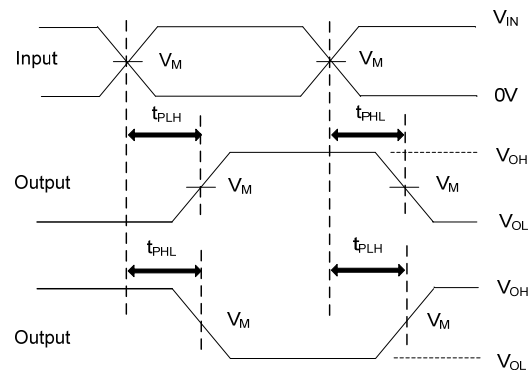 V_IN
Input V_M V_M
0V
t_PLH t_PHL
V_OH
Output V_M V_M
V_OL
t_PHL t_PLH
V_OH
V_M V_M
Output
V_OL